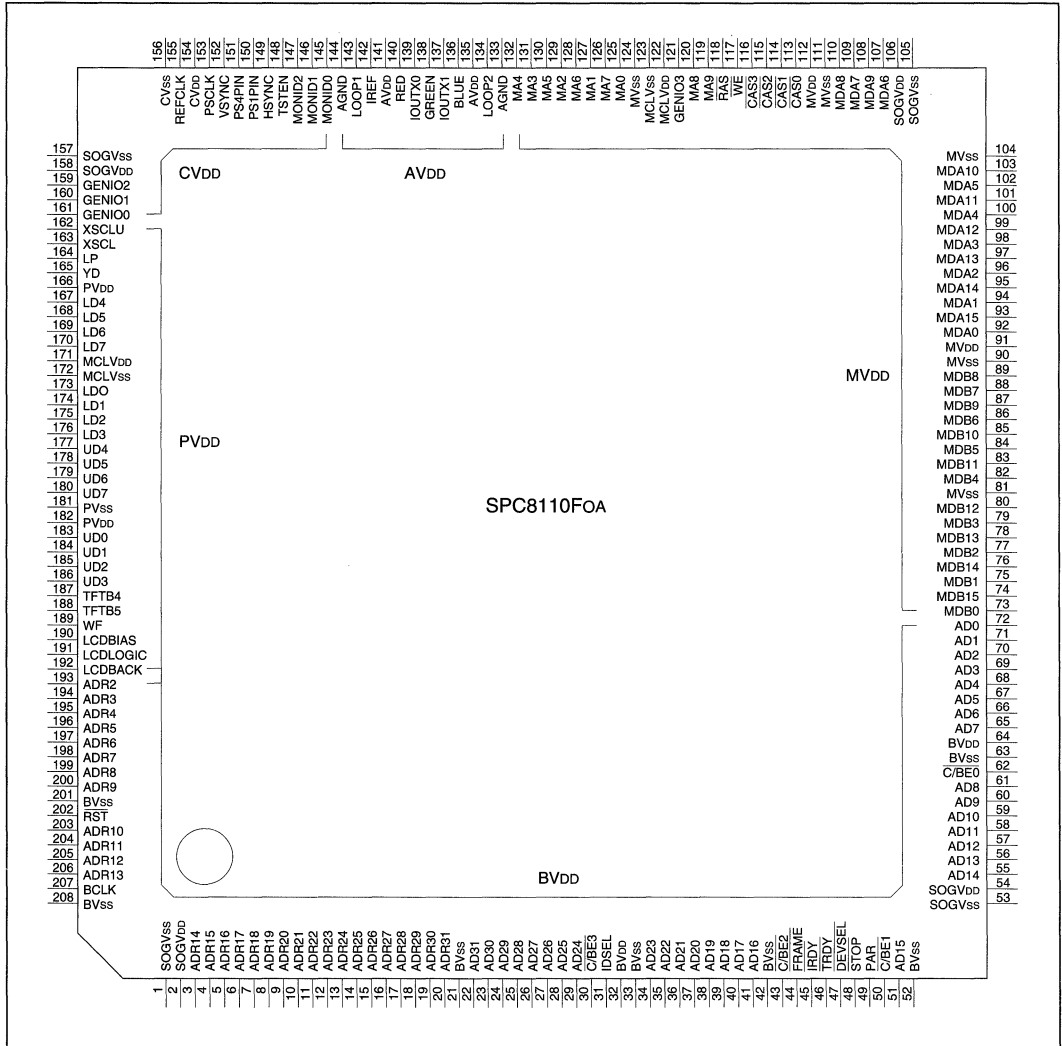 156 CVss
155 REFCLK
154 CVDD
153 PSCLK
152 VSYNC
151 PS4PIN
150 PS1PIN
149 HSYNC
148 TSTEN
147 MONID2
146 MONID1
145 MONID0
144 AGND
143 LOOP1
142 IREF
141 AVDD
140 RED
139 IOUTX0
138 GREEN
137 IOUTX1
136 BLUE
135 AVDD
134 LOOP2
133 AGND
132 MA4
131 MA3
130 MA5
129 MA2
128 MA6
127 MA1
126 MA7
125 MA0
124 MVss
123 MCLVss
122 MCLVDD
121 GENIO3
120 MA8
119 MA9
118 RAS
117 WE
116 CAS3
115 CAS2
114 CAS1
113 CAS0
112 MVDD
111 MVss
110 MDA8
109 MDA7
108 MDA9
107 MDA6
106 SOGVDD
105 SOGVss
157 SOGVss
158 SOGVDD
159 GENIO2
160 GENIO1
161 GENIO0
162 XSCLU
163 XSCL
164 LP
165 YD
166 PVDD
167 LD4
168 LD5
169 LD6
170 LD7
171 MCLVDD
172 MCLVss
173 LDO
174 LD1
175 LD2
176 LD3
177 UD4
178 UD5
179 UD6
180 UD7
181 PVss
182 PVDD
183 UD0
184 UD1
185 UD2
186 UD3
187 TFTB4
188 TFTB5
189 WF
190 LCDBIAS
191 LCDLOGIC
192 LCDBACK
193 ADR2
194 ADR3
195 ADR4
196 ADR5
197 ADR6
198 ADR7
199 ADR8
200 ADR9
201 BVss
202 RST
203 ADR10
204 ADR11
205 ADR12
206 ADR13
207 BCLK
208 BVss
CVDD
AVDD
MVDD
PVDD
SPC8110FOA
BVDD
MVss 104
MDA10 103
MDA5 102
MDA11 101
MDA4 100
MDA12 99
MDA3 98
MDA13 97
MDA2 96
MDA14 95
MDA1 94
MDA15 93
MDA0 92
MVDD 91
MVss 90
MDB8 89
MDB7 88
MDB9 87
MDB6 86
MDB10 85
MDB5 84
MDB11 83
MDB4 82
MVss 81
MDB12 80
MDB3 79
MDB13 78
MDB2 77
MDB14 76
MDB1 75
MDB15 74
MDB0 73
AD0 72
AD1 71
AD2 70
AD3 69
AD4 68
AD5 67
AD6 66
AD7 65
BVDD 64
BVss 63
C/BE0 62
AD8 61
AD9 60
AD10 59
AD11 58
AD12 57
AD13 56
AD14 55
SOGVDD 54
SOGVss 53
SOGVss 1
SOGVDD 2
ADR14 3
ADR15 4
ADR16 5
ADR17 6
ADR18 7
ADR19 8
ADR20 9
ADR21 10
ADR22 11
ADR23 12
ADR24 13
ADR25 14
ADR26 15
ADR27 16
ADR28 17
ADR29 18
ADR30 19
ADR31 20
BVss 21
AD31 22
AD30 23
AD29 24
AD28 25
AD27 26
AD26 27
AD25 28
AD24 29
C/BE3 30
IDSEL 31
BVDD 32
BVss 33
AD23 34
AD22 35
AD21 36
AD20 37
AD19 38
AD18 39
AD17 40
AD16 41
BVss 42
C/BE2 43
FRAME 44
IRDY 45
TRDY 46
DEVSEL 47
STOP 48
PAR 49
C/BE1 50
AD15 51
BVss 52